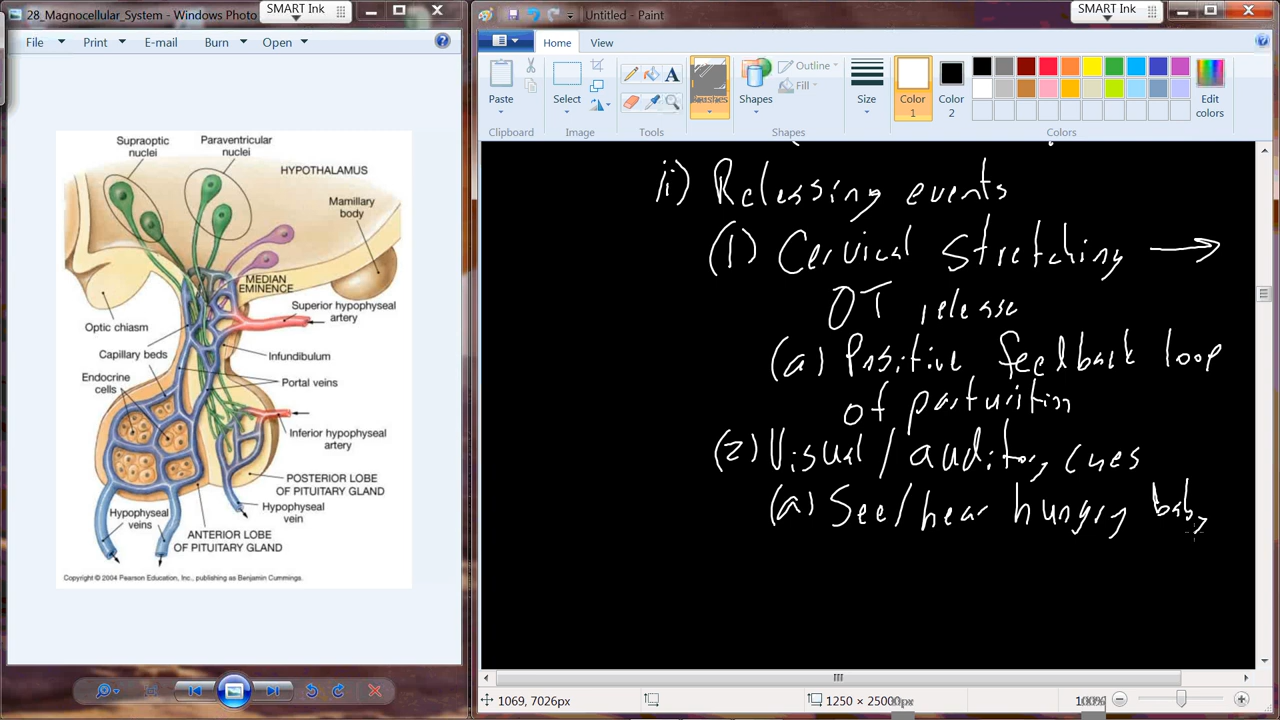 28_Magnocellular_System - Windows Photo
SMART Ink
File Print E-mail Burn Open
Supraoptic
nuclei
Paraventricular
nuclei
HYPOTHALAMUS
Mamillary
body
MEDIAN
EMINENCE
Superior hypophyseal
artery
Optic chiasm
Capillary beds
Infundibulum
Endocrine
cells
Portal veins
Inferior hypophyseal
artery
POSTERIOR LOBE
OF PITUITARY GLAND
Hypophyseal
veins
Hypophyseal
vein
ANTERIOR LOBE
OF PITUITARY GLAND
Copyright © 2004 Pearson Education, Inc., publishing as Benjamin Cummings.
Untitled - Paint
SMART Ink
Home View
Paste
Select
Outline
Fill
Brushes
Shapes
Size
Color
1
Color
2
Edit
colors
Clipboard Image Tools Shapes Colors
ii) Releasing events
(1) Cervical Stretching →
OT release
(a) Positive feedback loop
of parturition
(2) Visual / auditory cues
(a) See/hear hungry baby
1069, 7026px
1250 × 25000px
100%